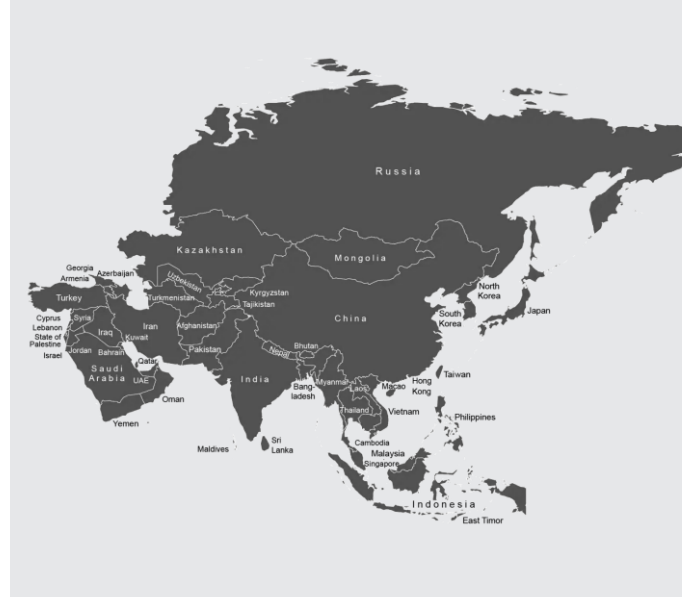 Russia
Kazakhstan
Mongolia
Georgia
Armenia
Azerbaijan
Uzbekistan
Turkey
Turkmenistan
Kyrgyzstan
Tajikistan
North
Korea
South
Korea
Japan
China
Cyprus
Lebanon
State of
Palestine
Israel
Syria
Iraq
Iran
Afghanistan
Kuwait
Jordan
Bahrain
Pakistan
Nepal
Bhutan
Qatar
Saudi
Arabia
UAE
India
Bang-
ladesh
Myanmar
Laos
Macao
Hong
Kong
Taiwan
Oman
Yemen
Thailand
Vietnam
Philippines
Maldives
Sri
Lanka
Cambodia
Malaysia
Singapore
Indonesia
East Timor